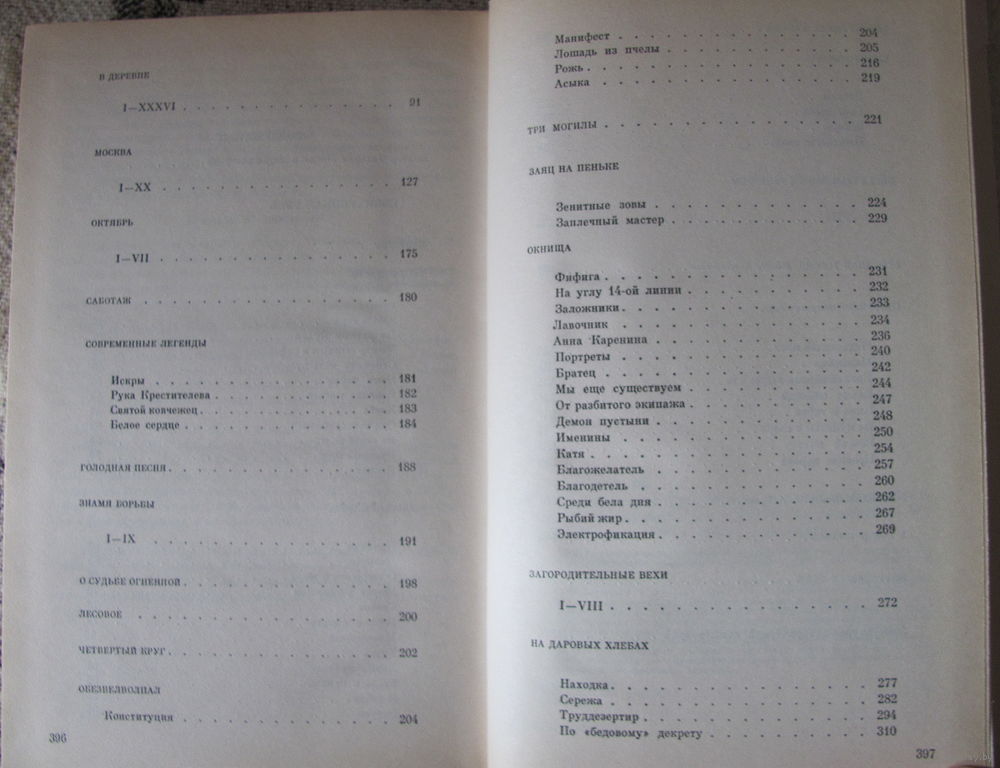 В ДЕРЕВНЕ
I—XXXVI . . . . . . . . . . . . . . . 91
МОСКВА
I—XX . . . . . . . . . . . . . . . 127
ОКТЯБРЬ
I—VII . . . . . . . . . . . . . . . 175
САБОТАЖ . . . . . . . . . . . . . . . 180
СОВРЕМЕННЫЕ ЛЕГЕНДЫ
Искры . . . . . . . . . . . . . . . 181
Рука Крестителева . . . . . . . . . . . 182
Святой ковчежец . . . . . . . . . . . . 183
Белое сердце . . . . . . . . . . . . . 184
ГОЛОДНАЯ ПЕСНЯ . . . . . . . . . . . . . 188
ЗНАМЯ БОРЬБЫ
I—IX . . . . . . . . . . . . . . . 191
О СУДЬБЕ ОГНЕННОЙ . . . . . . . . . . . . 198
ЛЕСОВОЕ . . . . . . . . . . . . . . . 200
ЧЕТВЕРТЫЙ КРУГ . . . . . . . . . . . . . 202
ОБЕЗВЕЛВОЛПАЛ
Конституция . . . . . . . . . . . . . 204
396
Манифест . . . . . . . . . . . . . . 204
Лошадь из пчелы . . . . . . . . . . . . 205
Рожь . . . . . . . . . . . . . . . 216
Асыка . . . . . . . . . . . . . . . 219
ТРИ МОГИЛЫ . . . . . . . . . . . . . . 221
ЗАЯЦ НА ПЕНЬКЕ
Зенитные зовы . . . . . . . . . . . . . 224
Заплечный мастер . . . . . . . . . . . . 229
ОКНИЩА
Фифига . . . . . . . . . . . . . . . 231
На углу 14-ой линии . . . . . . . . . . . 232
Заложники . . . . . . . . . . . . . . 233
Лавочник . . . . . . . . . . . . . . 234
Анна Каренина . . . . . . . . . . . . . 236
Портреты . . . . . . . . . . . . . . 240
Братец . . . . . . . . . . . . . . . 242
Мы еще существуем . . . . . . . . . . . 244
От разбитого экипажа . . . . . . . . . . . 247
Демон пустыни . . . . . . . . . . . . . 248
Именины . . . . . . . . . . . . . . 250
Катя . . . . . . . . . . . . . . . 254
Благожелатель . . . . . . . . . . . . . 257
Благодетель . . . . . . . . . . . . . 260
Среди бела дня . . . . . . . . . . . . 262
Рыбий жир . . . . . . . . . . . . . . 267
Электрофикация . . . . . . . . . . . . . 269
ЗАГОРОДИТЕЛЬНЫЕ ВЕХИ
I—VIII . . . . . . . . . . . . . . . 272
НА ДАРОВЫХ ХЛЕБАХ
Находка . . . . . . . . . . . . . . . 277
Сережа . . . . . . . . . . . . . . . 282
Труддезертир . . . . . . . . . . . . . 294
По «бедовому» декрету . . . . . . . . . . 310
397